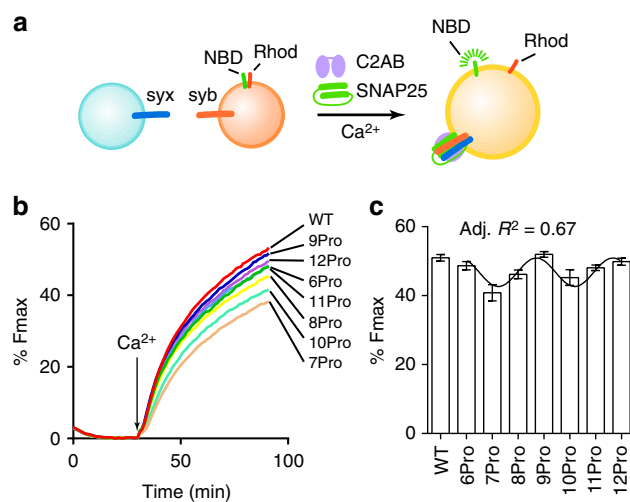 a
NBD
Rhod
syx
syb
C2AB
SNAP25
Ca²⁺
NBD
Rhod
b
60
40
20
0
% Fmax
Ca²⁺
WT
9Pro
12Pro
6Pro
11Pro
8Pro
10Pro
7Pro
0
50
100
Time (min)
c
Adj. R² = 0.67
60
40
20
0
% Fmax
WT
6Pro
7Pro
8Pro
9Pro
10Pro
11Pro
12Pro